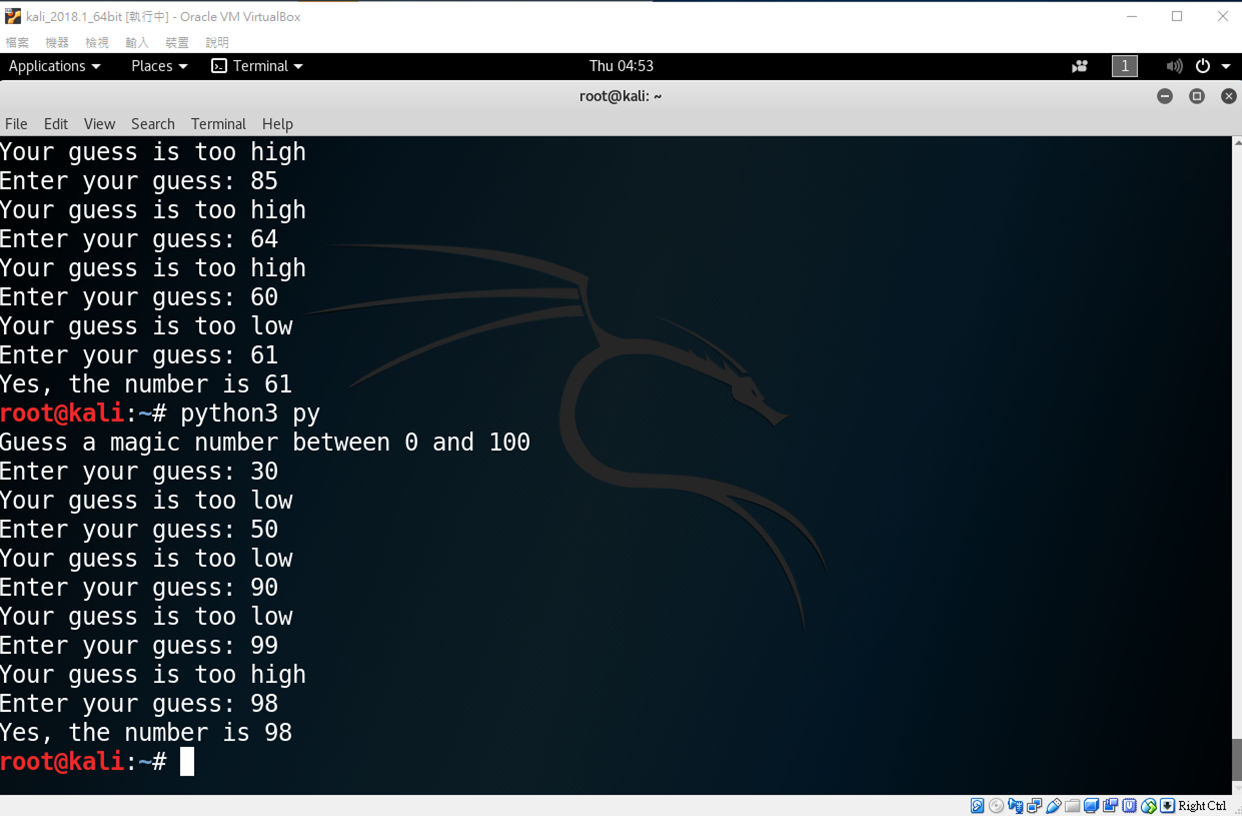 kali_2018.1_64bit [執行中] - Oracle VM VirtualBox
檔案 機器 檢視 輸入 裝置 說明
Applications Places Terminal Thu 04:53 1
root@kali: ~
File Edit View Search Terminal Help
Your guess is too high
Enter your guess: 85
Your guess is too high
Enter your guess: 64
Your guess is too high
Enter your guess: 60
Your guess is too low
Enter your guess: 61
Yes, the number is 61
root@kali:~# python3 py
Guess a magic number between 0 and 100
Enter your guess: 30
Your guess is too low
Enter your guess: 50
Your guess is too low
Enter your guess: 90
Your guess is too low
Enter your guess: 99
Your guess is too high
Enter your guess: 98
Yes, the number is 98
root@kali:~#
Right Ctrl